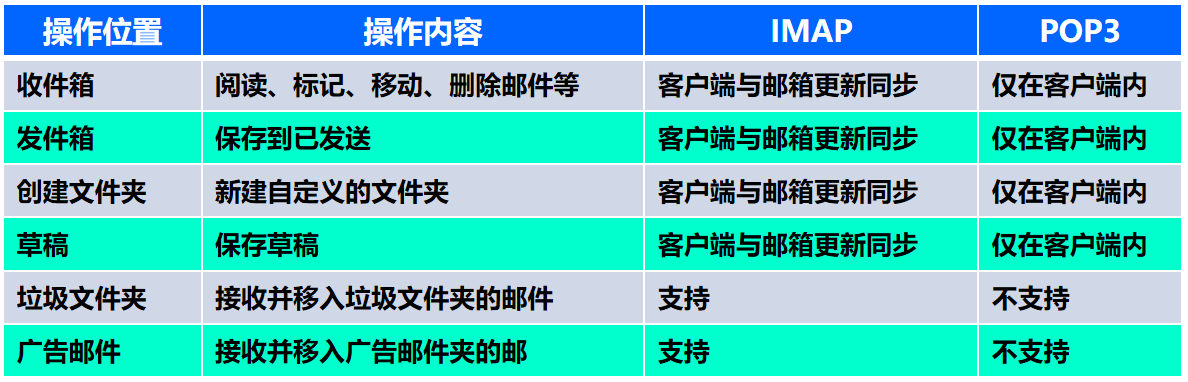 操作位置 操作内容 IMAP POP3
收件箱 阅读、标记、移动、删除邮件等 客户端与邮箱更新同步 仅在客户端内
发件箱 保存到已发送 客户端与邮箱更新同步 仅在客户端内
创建文件夹 新建自定义的文件夹 客户端与邮箱更新同步 仅在客户端内
草稿 保存草稿 客户端与邮箱更新同步 仅在客户端内
垃圾文件夹 接收并移入垃圾文件夹的邮件 支持 不支持
广告邮件 接收并移入广告邮件夹的邮 支持 不支持